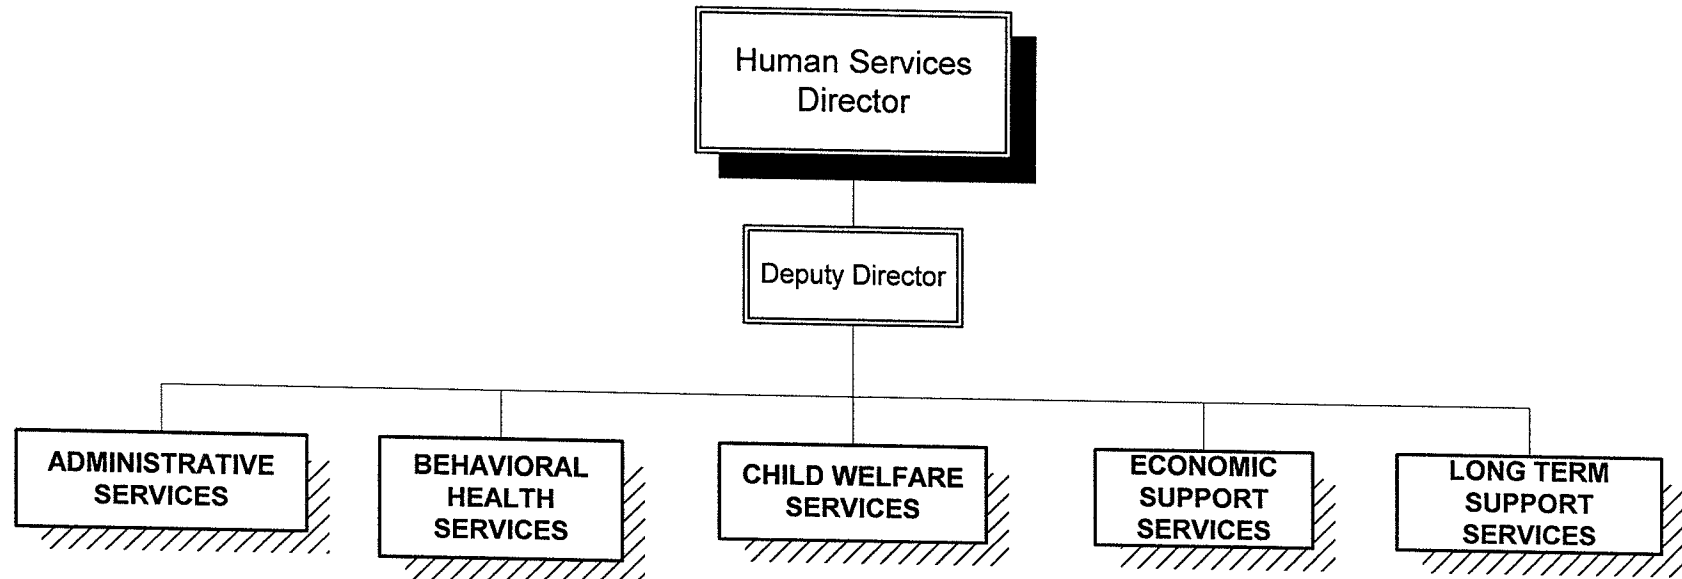 Human Services
Director
Deputy Director
ADMINISTRATIVE
SERVICES
BEHAVIORAL
HEALTH
SERVICES
CHILD WELFARE
SERVICES
ECONOMIC
SUPPORT
SERVICES
LONG TERM
SUPPORT
SERVICES